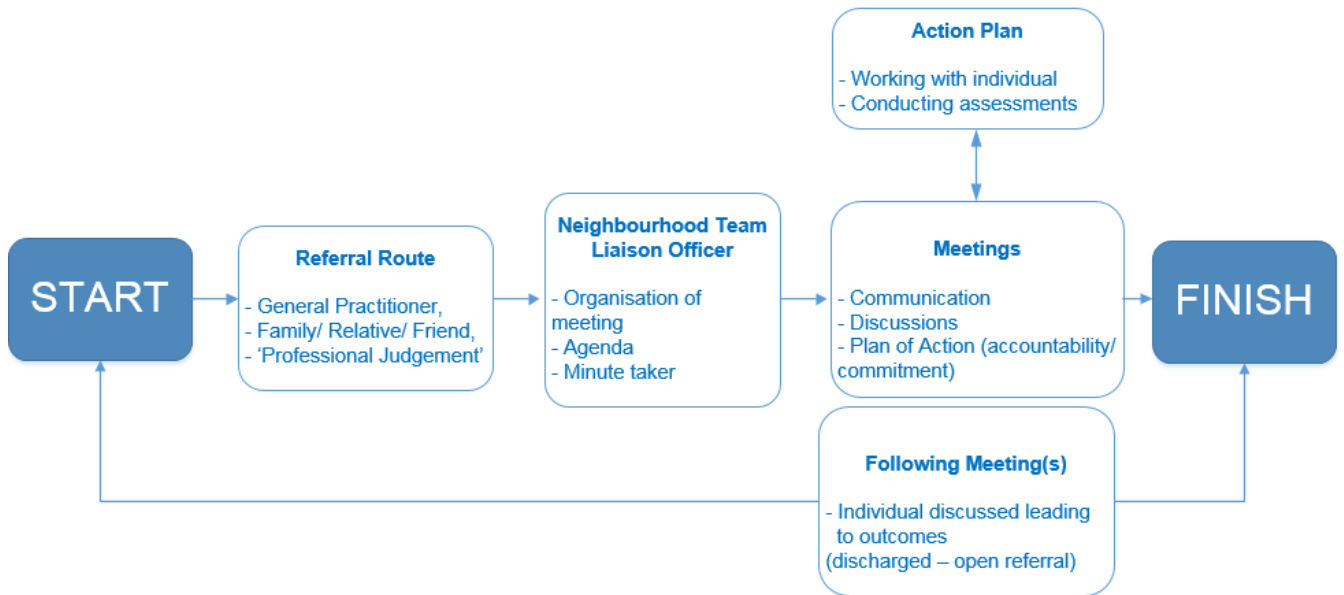 START
Referral Route
- General Practitioner,
- Family/ Relative/ Friend,
- ‘Professional Judgement’
Neighbourhood Team
Liaison Officer
- Organisation of
meeting
- Agenda
- Minute taker
Action Plan
- Working with individual
- Conducting assessments
Meetings
- Communication
- Discussions
- Plan of Action (accountability/
commitment)
FINISH
Following Meeting(s)
- Individual discussed leading
to outcomes
(discharged – open referral)